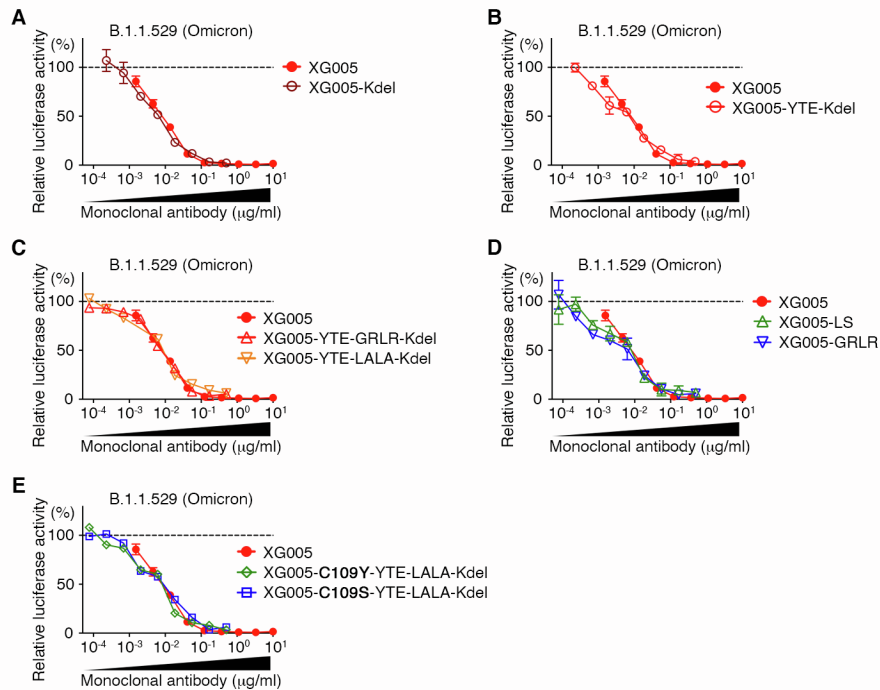 A
B.1.1.529 (Omicron)
Relative luciferase activity
(%)
100
50
0
10⁻⁴ 10⁻³ 10⁻² 10⁻¹ 10⁰ 10¹
Monoclonal antibody (μg/ml)
XG005
XG005-Kdel
B
B.1.1.529 (Omicron)
Relative luciferase activity
(%)
100
50
0
10⁻⁴ 10⁻³ 10⁻² 10⁻¹ 10⁰ 10¹
Monoclonal antibody (μg/ml)
XG005
XG005-YTE-Kdel
C
B.1.1.529 (Omicron)
Relative luciferase activity
(%)
100
50
0
10⁻⁴ 10⁻³ 10⁻² 10⁻¹ 10⁰ 10¹
Monoclonal antibody (μg/ml)
XG005
XG005-YTE-GRLR-Kdel
XG005-YTE-LALA-Kdel
D
B.1.1.529 (Omicron)
Relative luciferase activity
(%)
100
50
0
10⁻⁴ 10⁻³ 10⁻² 10⁻¹ 10⁰ 10¹
Monoclonal antibody (μg/ml)
XG005
XG005-LS
XG005-GRLR
E
B.1.1.529 (Omicron)
Relative luciferase activity
(%)
100
50
0
10⁻⁴ 10⁻³ 10⁻² 10⁻¹ 10⁰ 10¹
Monoclonal antibody (μg/ml)
XG005
XG005-C109Y-YTE-LALA-Kdel
XG005-C109S-YTE-LALA-Kdel